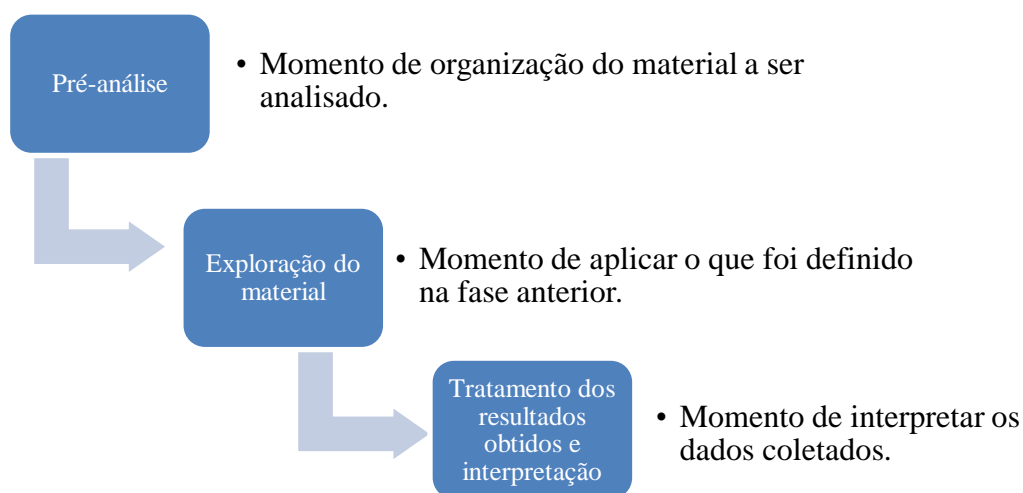 Pré-análise
• Momento de organização do material a ser
analisado.
Exploração do
material
• Momento de aplicar o que foi definido
na fase anterior.
Tratamento dos
resultados
obtidos e
interpretação
• Momento de interpretar os
dados coletados.